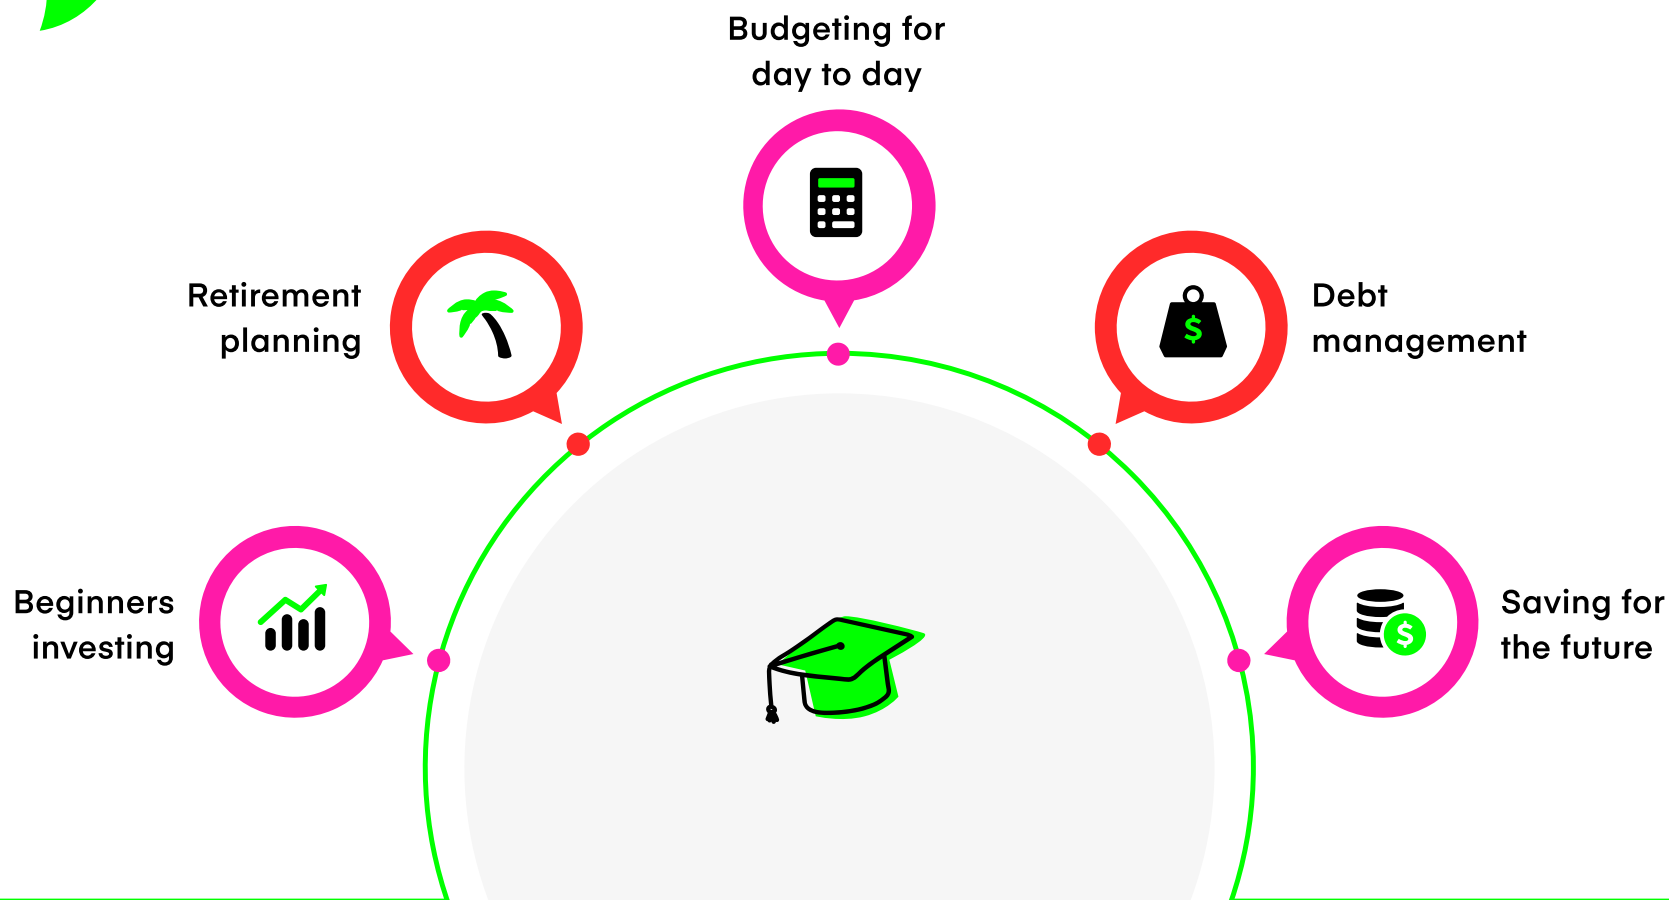 Budgeting for
day to day
Retirement
planning
Debt
management
$
Beginners
investing
Saving for
the future
$